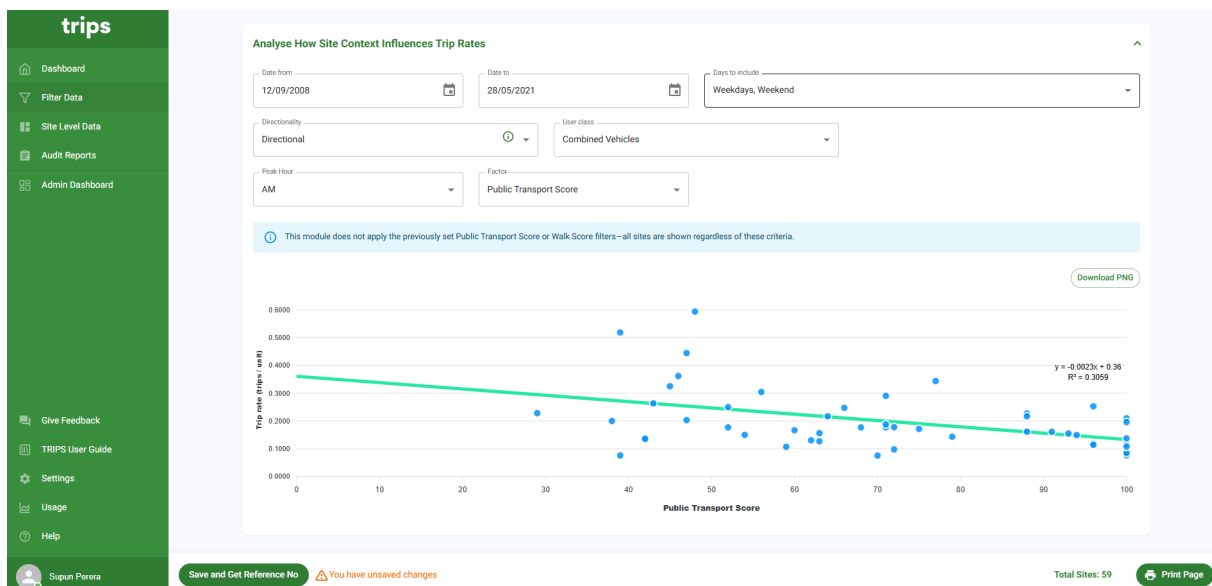 trips
Dashboard
Filter Data
Site Level Data
Audit Reports
Admin Dashboard
Give Feedback
TRIPS User Guide
Settings
Usage
Help
Supun Perera
Analyse How Site Context Influences Trip Rates
Date from
12/09/2008
Date to
28/05/2021
Days to include
Weekdays, Weekend
Directionality
Directional
User class
Combined Vehicles
Peak Hour
AM
Factor
Public Transport Score
This module does not apply the previously set Public Transport Score or Walk Score filters—all sites are shown regardless of these criteria.
Download PNG
Trip rate (trips / unit)
0.6000
0.5000
0.4000
0.3000
0.2000
0.1000
0.0000
y = -0.0023x + 0.36
R² = 0.3059
0 10 20 30 40 50 60 70 80 90 100
Public Transport Score
Save and Get Reference No
You have unsaved changes
Total Sites: 59
Print Page